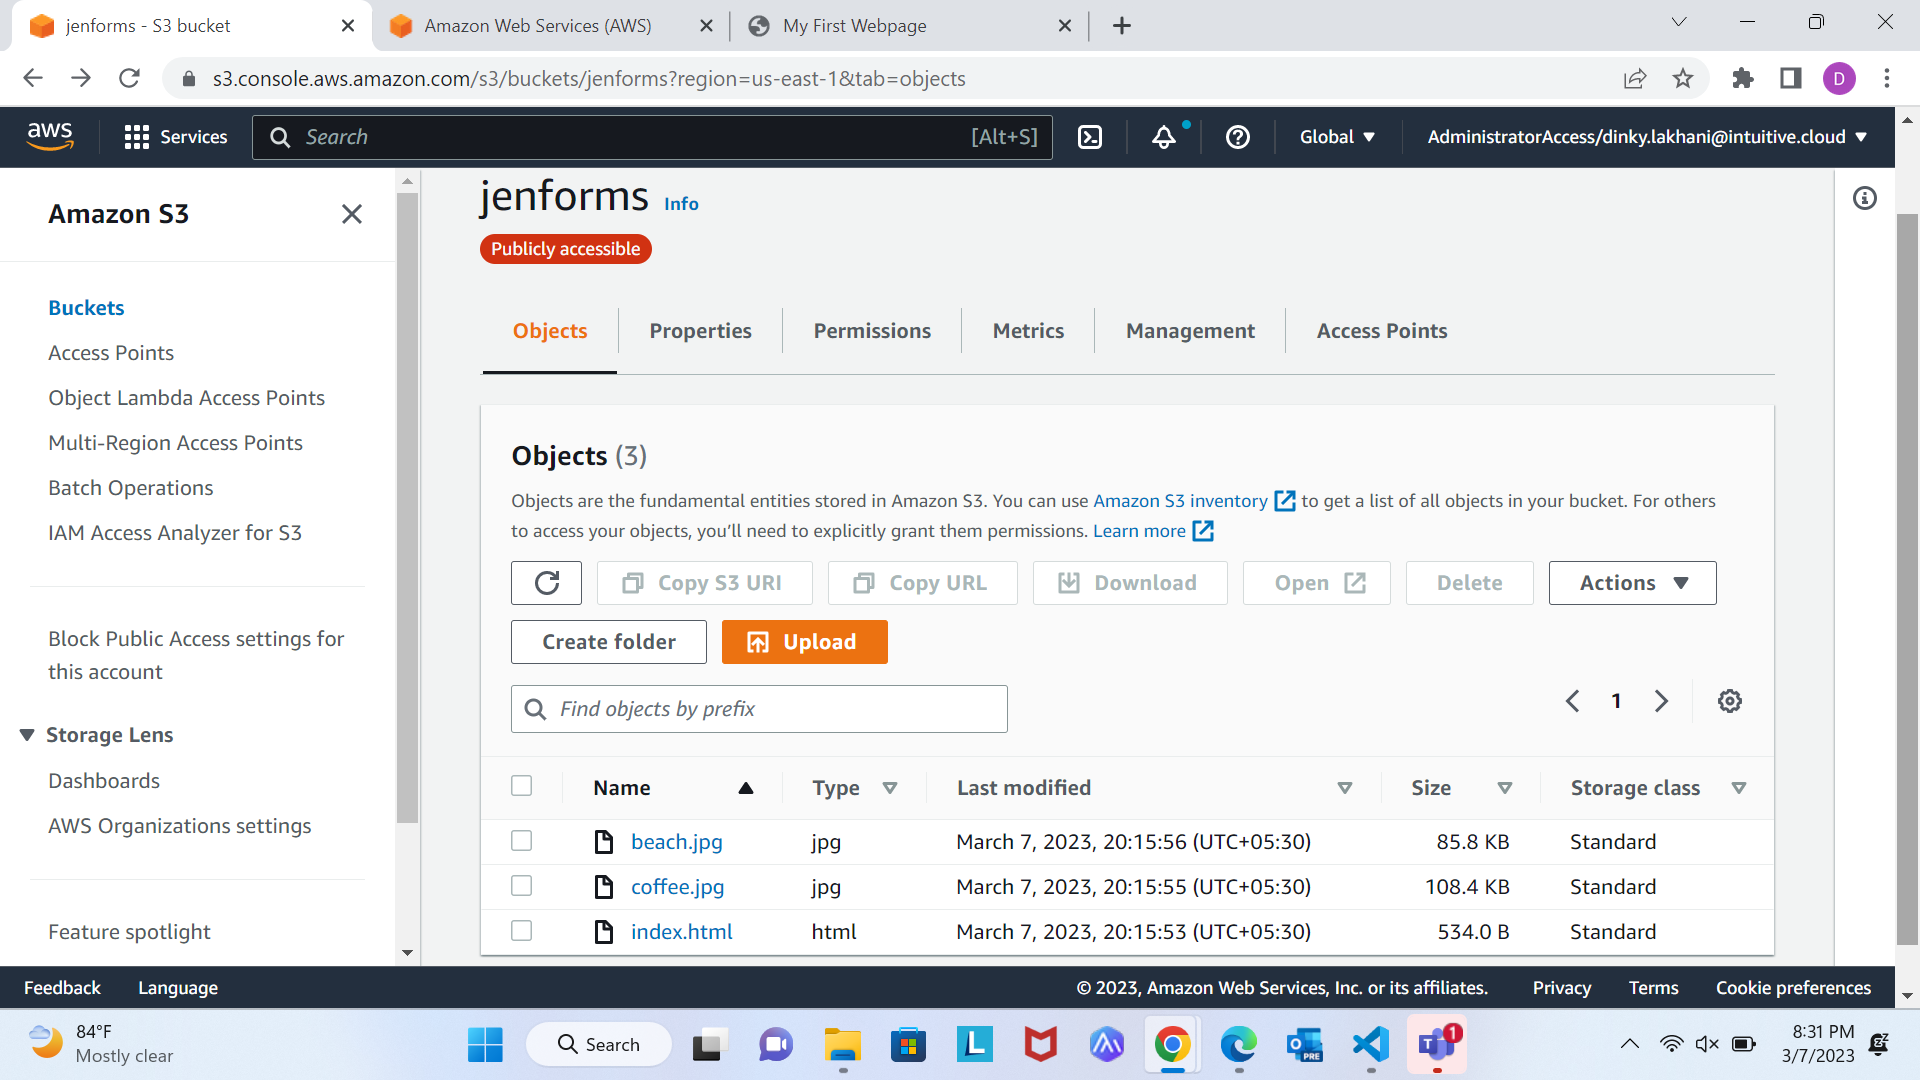 jenforms - S3 bucket
Amazon Web Services (AWS)
My First Webpage
s3.console.aws.amazon.com/s3/buckets/jenforms?region=us-east-1&tab=objects
D
aws
Services
Search
[Alt+S]
Global
AdministratorAccess/dinky.lakhani@intuitive.cloud
Amazon S3
Buckets
Access Points
Object Lambda Access Points
Multi-Region Access Points
Batch Operations
IAM Access Analyzer for S3
Block Public Access settings for
this account
Storage Lens
Dashboards
AWS Organizations settings
Feature spotlight
jenforms Info
Publicly accessible
Objects
Properties
Permissions
Metrics
Management
Access Points
Objects (3)
Objects are the fundamental entities stored in Amazon S3. You can use Amazon S3 inventory to get a list of all objects in your bucket. For others
to access your objects, you’ll need to explicitly grant them permissions. Learn more
Copy S3 URI
Copy URL
Download
Open
Delete
Actions
Create folder
Upload
Find objects by prefix
1
Name Type Last modified Size Storage class
beach.jpg jpg March 7, 2023, 20:15:56 (UTC+05:30) 85.8 KB Standard
coffee.jpg jpg March 7, 2023, 20:15:55 (UTC+05:30) 108.4 KB Standard
index.html html March 7, 2023, 20:15:53 (UTC+05:30) 534.0 B Standard
Feedback
Language
© 2023, Amazon Web Services, Inc. or its affiliates.
Privacy
Terms
Cookie preferences
84°F
Mostly clear
Search
L
PRE
1
8:31 PM
3/7/2023